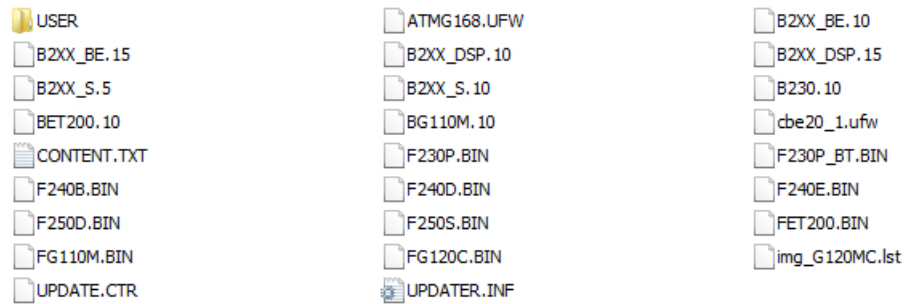 USER ATMG168.UFW B2XX_BE.10
B2XX_BE.15 B2XX_DSP.10 B2XX_DSP.15
B2XX_S.5 B2XX_S.10 B230.10
BET200.10 BG110M.10 cbe20_1.ufw
CONTENT.TXT F230P.BIN F230P_BT.BIN
F240B.BIN F240D.BIN F240E.BIN
F250D.BIN F250S.BIN FET200.BIN
FG110M.BIN FG120C.BIN img_G120MC.lst
UPDATE.CTR UPDATER.INF